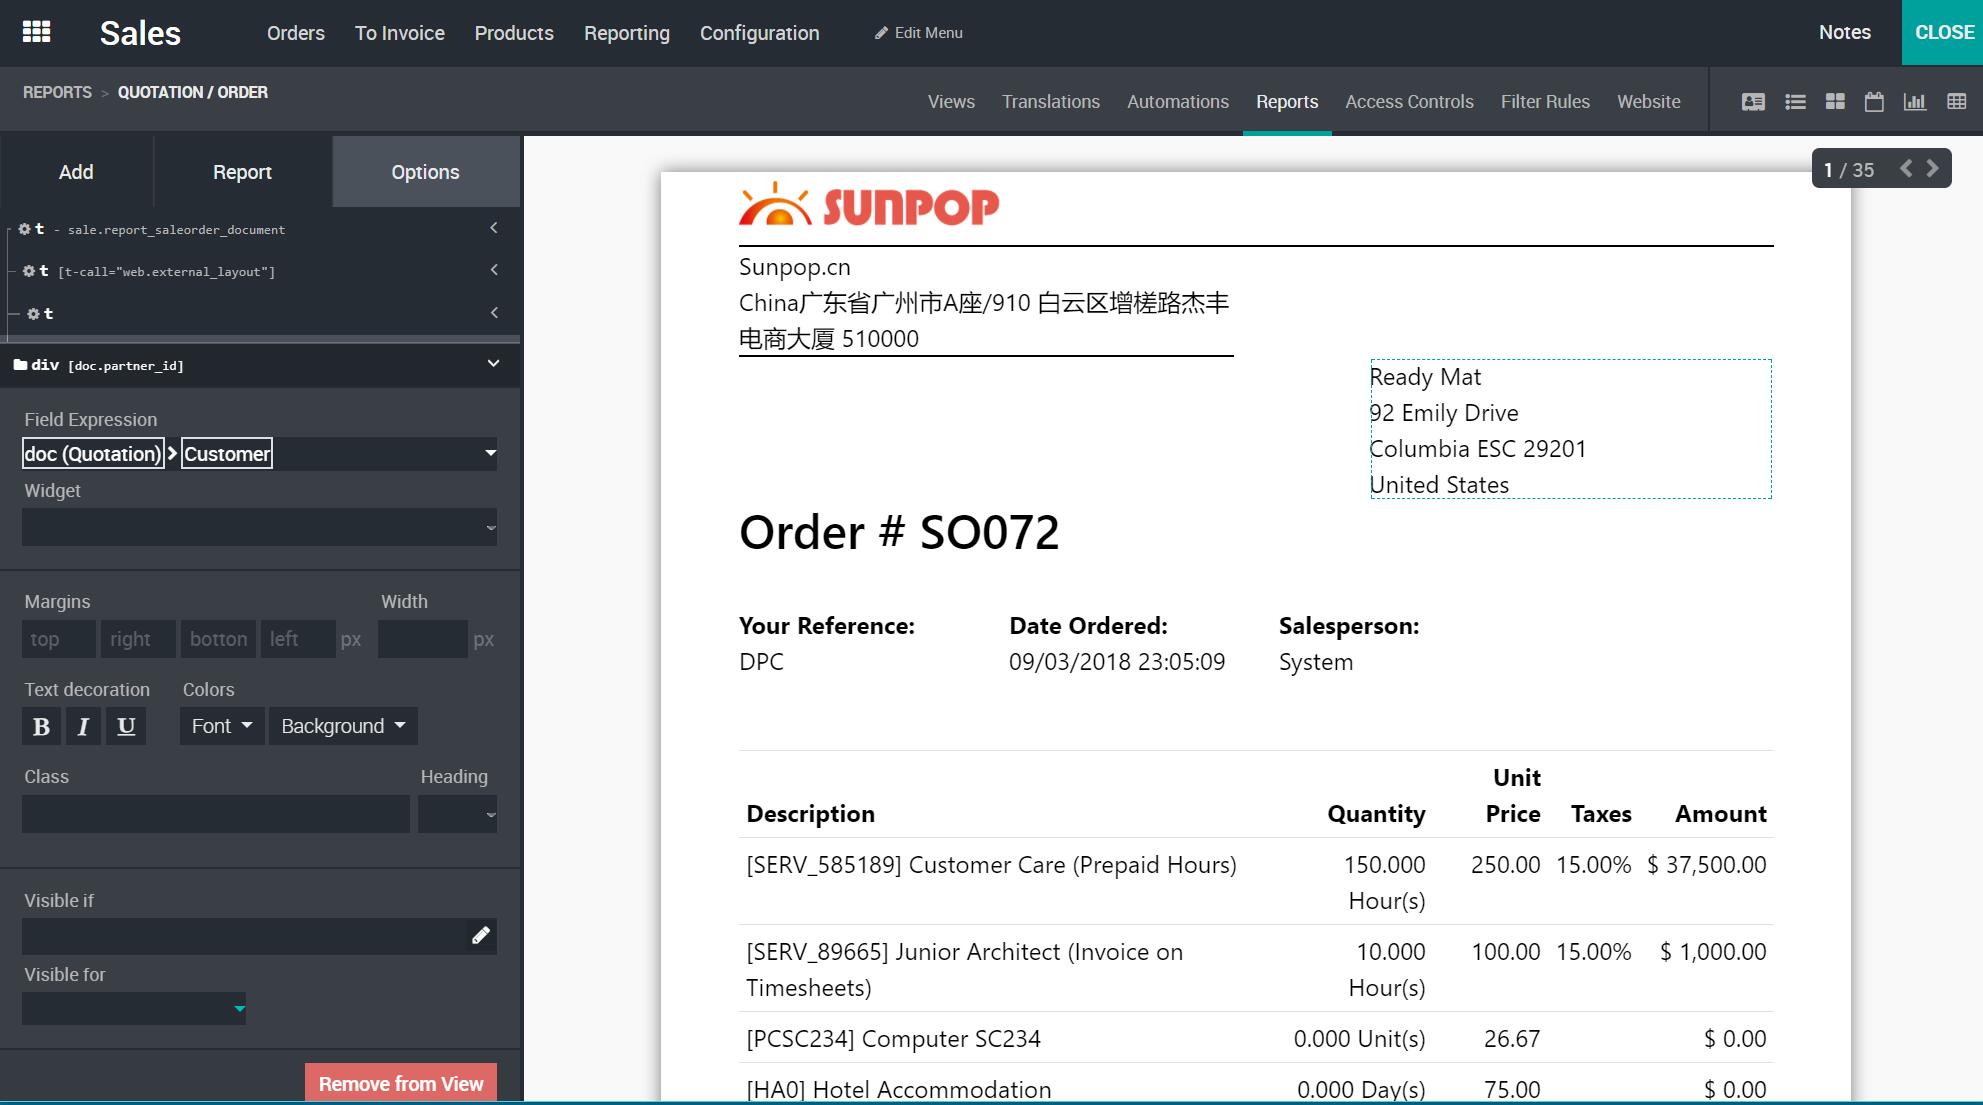 Sales
Orders
To Invoice
Products
Reporting
Configuration
Edit Menu
Notes
CLOSE
REPORTS > QUOTATION / ORDER
Views
Translations
Automations
Reports
Access Controls
Filter Rules
Website
Add
Report
Options
1 / 35
t - sale.report_saleorder_document
t [t-call="web.external_layout"]
t
div [doc.partner_id]
Field Expression
doc (Quotation) > Customer
Widget
Margins
Width
top
right
botton
left
px
px
Text decoration
Colors
B
I
U
Font
Background
Class
Heading
Visible if
Visible for
Remove from View
SUNPOP
Sunpop.cn
China广东省广州市A座/910 白云区增槎路杰丰
电商大厦 510000
Ready Mat
92 Emily Drive
Columbia ESC 29201
United States
Order # SO072
Your Reference:
DPC
Date Ordered:
09/03/2018 23:05:09
Salesperson:
System
Unit
Description Quantity Price Taxes Amount
[SERV_585189] Customer Care (Prepaid Hours) 150.000 250.00 15.00% $ 37,500.00
Hour(s)
[SERV_89665] Junior Architect (Invoice on 10.000 100.00 15.00% $ 1,000.00
Timesheets) Hour(s)
[PCSC234] Computer SC234 0.000 Unit(s) 26.67 $ 0.00
[HA0] Hotel Accommodation 0.000 Day(s) 75.00 $ 0.00